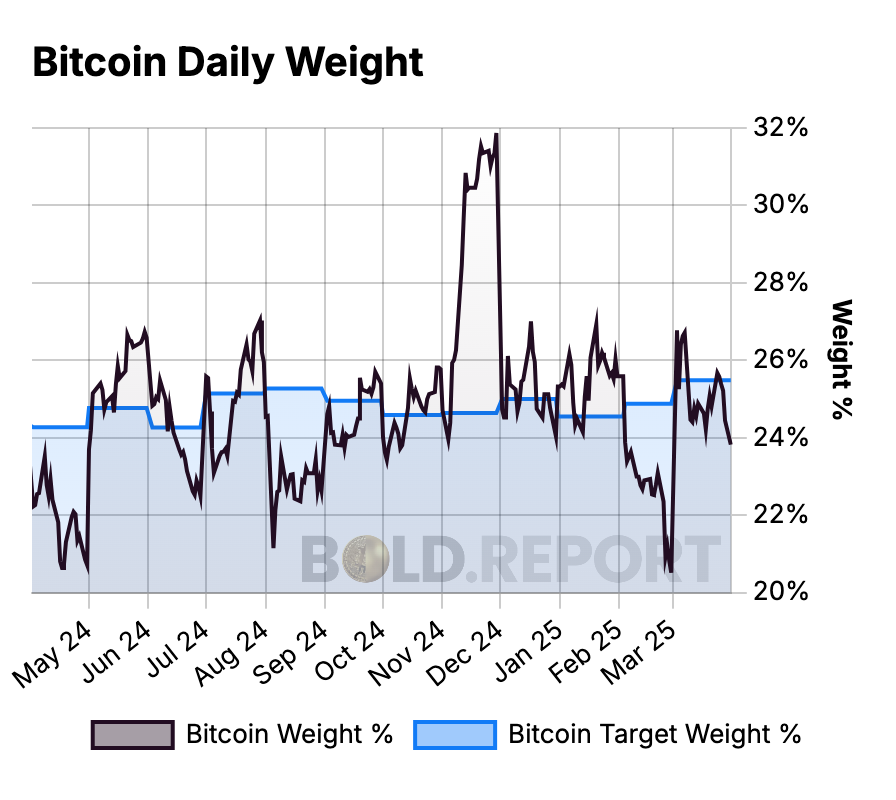 Bitcoin Daily Weight
32%
30%
28%
26%
24%
22%
20%
Weight %
BOLD.REPORT
May 24
Jun 24
Jul 24
Aug 24
Sep 24
Oct 24
Nov 24
Dec 24
Jan 25
Feb 25
Mar 25
Bitcoin Weight %
Bitcoin Target Weight %